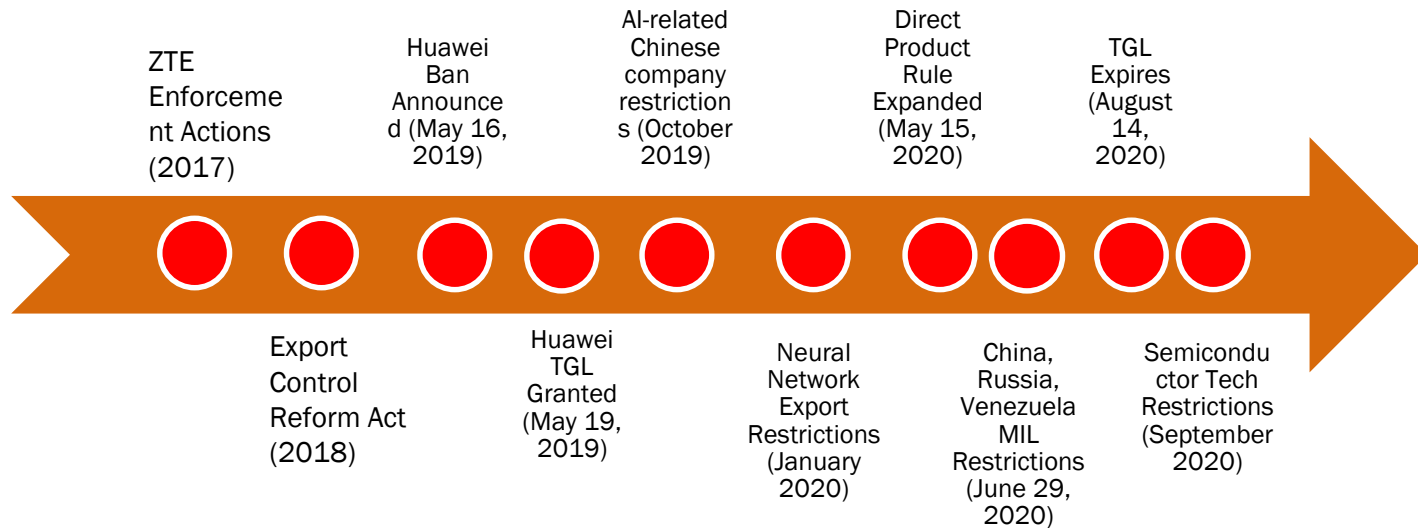 ZTE
Enforceme
nt Actions
(2017)
Export
Control
Reform Act
(2018)
Huawei
Ban
Announce
d (May 16,
2019)
Huawei
TGL
Granted
(May 19,
2019)
AI-related
Chinese
company
restriction
s (October
2019)
Neural
Network
Export
Restrictions
(January
2020)
Direct
Product
Rule
Expanded
(May 15,
2020)
China,
Russia,
Venezuela
MIL
Restrictions
(June 29,
2020)
TGL
Expires
(August
14,
2020)
Semicondu
ctor Tech
Restrictions
(September
2020)